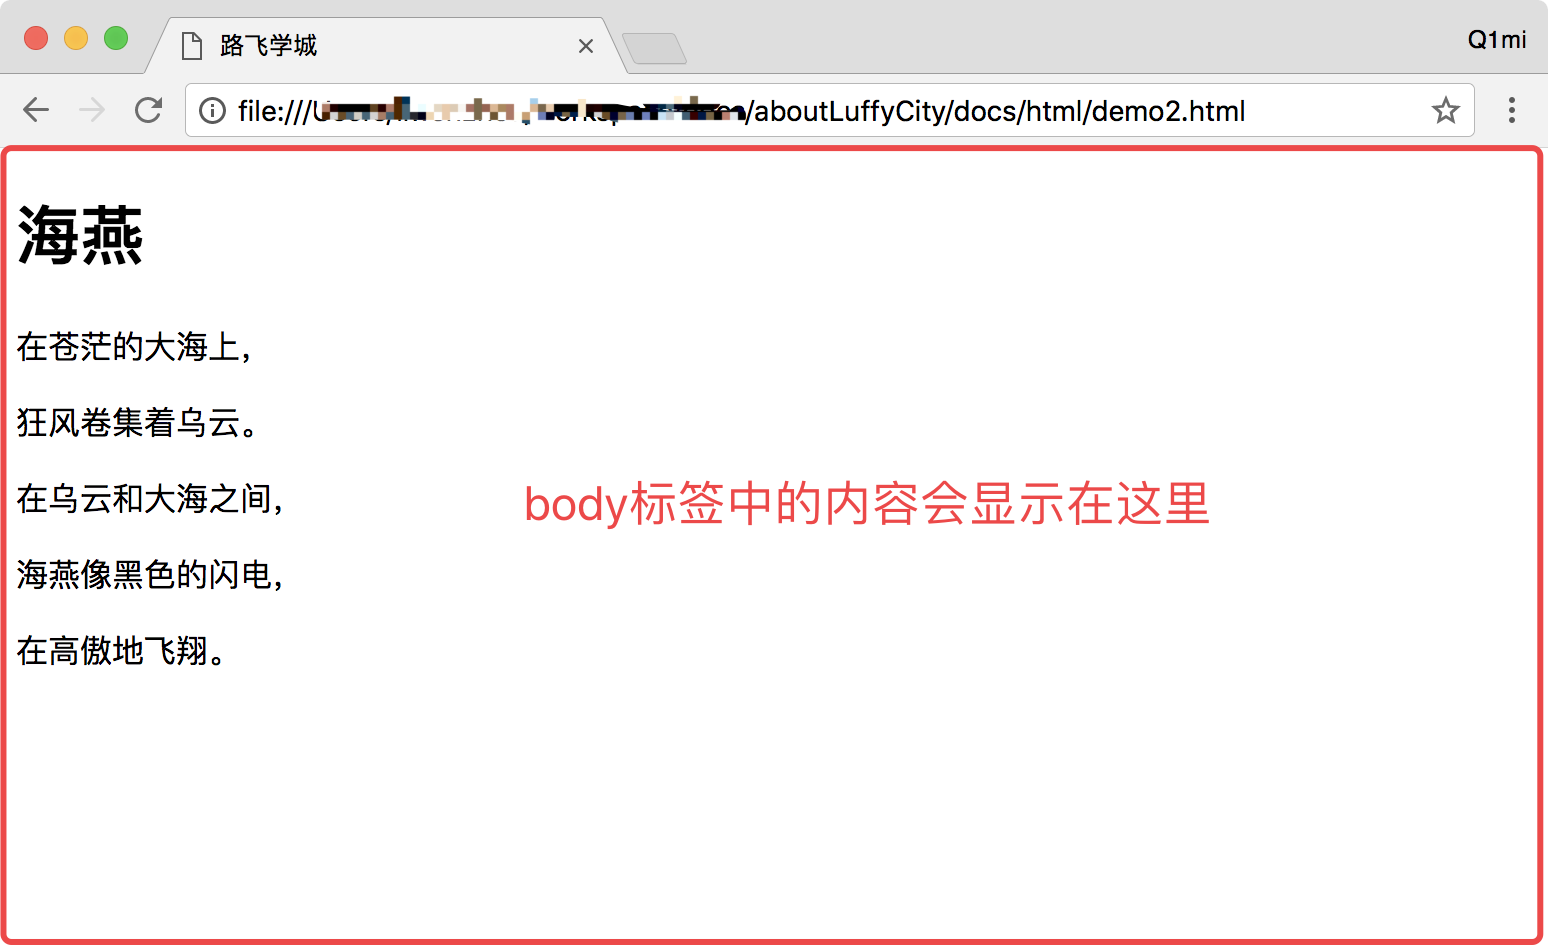 路飞学城
Q1mi
file:///Users/ /aboutLuffyCity/docs/html/demo2.html
海燕
在苍茫的大海上，
狂风卷集着乌云。
在乌云和大海之间，
body标签中的内容会显示在这里
海燕像黑色的闪电，
在高傲地飞翔。